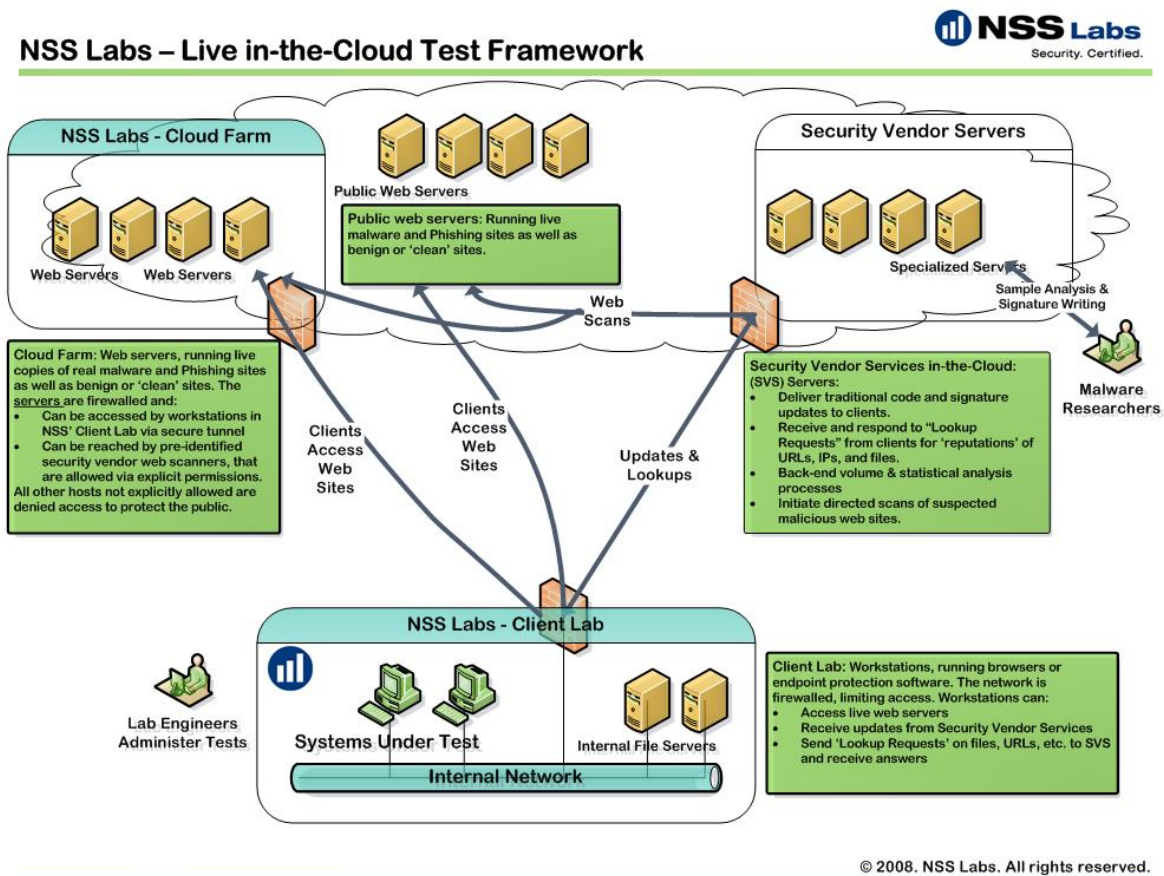 NSS Labs – Live in-the-Cloud Test Framework
NSS Labs
Security. Certified.
NSS Labs - Cloud Farm
Web Servers
Web Servers
Public Web Servers
Public web servers: Running live
malware and Phishing sites as well as
benign or ‘clean’ sites.
Security Vendor Servers
Specialized Servers
Sample Analysis &
Signature Writing
Malware
Researchers
Web
Scans
Cloud Farm: Web servers, running live
copies of real malware and Phishing sites
as well as benign or ‘clean’ sites. The
servers are firewalled and:
• Can be accessed by workstations in
NSS’ Client Lab via secure tunnel
• Can be reached by pre-identified
security vendor web scanners, that
are allowed via explicit permissions.
All other hosts not explicitly allowed are
denied access to protect the public.
Clients
Access
Web
Sites
Clients
Access
Web
Sites
Updates &
Lookups
Security Vendor Services in-the-Cloud:
(SVS) Servers:
• Deliver traditional code and signature
updates to clients.
• Receive and respond to “Lookup
Requests” from clients for ‘reputations’ of
URLs, IPs, and files.
• Back-end volume & statistical analysis
processes
• Initiate directed scans of suspected
malicious web sites.
NSS Labs - Client Lab
Lab Engineers
Administer Tests
Systems Under Test
Internal File Servers
Internal Network
Client Lab: Workstations, running browsers or
endpoint protection software. The network is
firewalled, limiting access. Workstations can:
• Access live web servers
• Receive updates from Security Vendor Services
• Send ‘Lookup Requests’ on files, URLs, etc. to SVS
and receive answers
© 2008. NSS Labs. All rights reserved.